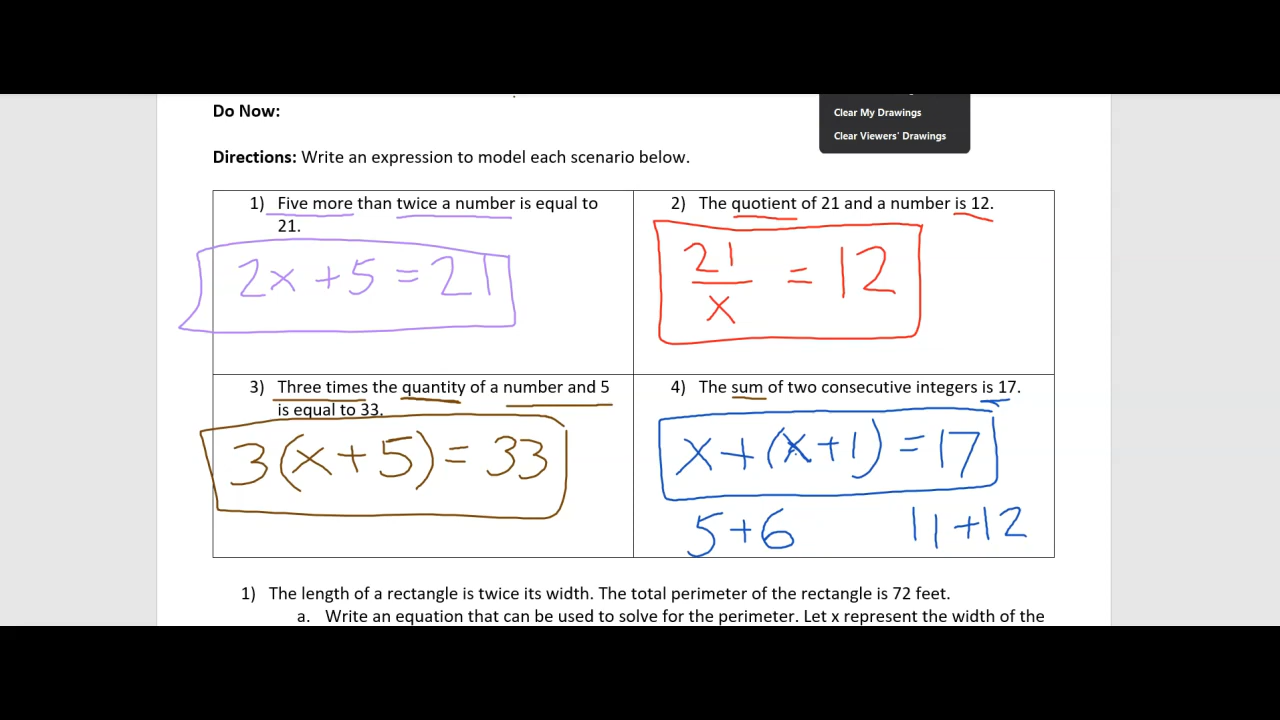 Do Now:
Clear My Drawings
Clear Viewers' Drawings
Directions: Write an expression to model each scenario below.
1) Five more than twice a number is equal to
21.
2x + 5 = 21
2) The quotient of 21 and a number is 12.
21
x
= 12
3) Three times the quantity of a number and 5
is equal to 33.
3(x + 5) = 33
4) The sum of two consecutive integers is 17.
x + (x + 1) = 17
5 + 6
11 + 12
1) The length of a rectangle is twice its width. The total perimeter of the rectangle is 72 feet.
a. Write an equation that can be used to solve for the perimeter. Let x represent the width of the